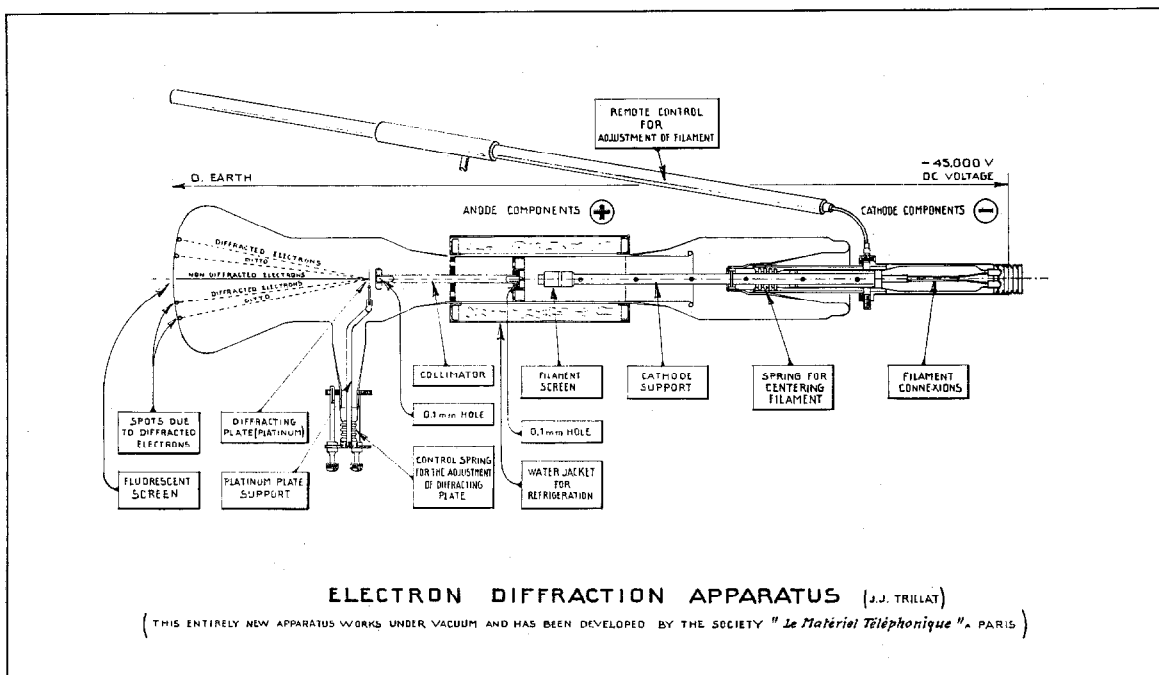 REMOTE CONTROL
FOR
ADJUSTMENT OF FILAMENT
O. EARTH
– 45.000 V
DC VOLTAGE
ANODE COMPONENTS +
CATHODE COMPONENTS –
DIFFRACTED ELECTRONS
DITTO
NON DIFFRACTED ELECTRONS
DIFFRACTED ELECTRONS
DITTO
COLLIMATOR
FILAMENT
SCREEN
CATHODE
SUPPORT
SPRING FOR
CENTERING
FILAMENT
FILAMENT
CONNEXIONS
SPOTS DUE
TO DIFFRACTED
ELECTRONS
DIFFRACTING
PLATE (PLATINUM)
0.1 mm HOLE
0,1 mm HOLE
FLUORESCENT
SCREEN
PLATINUM PLATE
SUPPORT
CONTROL SPRING
FOR THE ADJUSTMENT
OF DIFFRACTING
PLATE
WATER JACKET
FOR
REFRIGERATION
ELECTRON DIFFRACTION APPARATUS (J.J. TRILLAT)
(THIS ENTIRELY NEW APPARATUS WORKS UNDER VACUUM AND HAS BEEN DEVELOPED BY THE SOCIETY "Le Matériel Téléphonique" A PARIS)